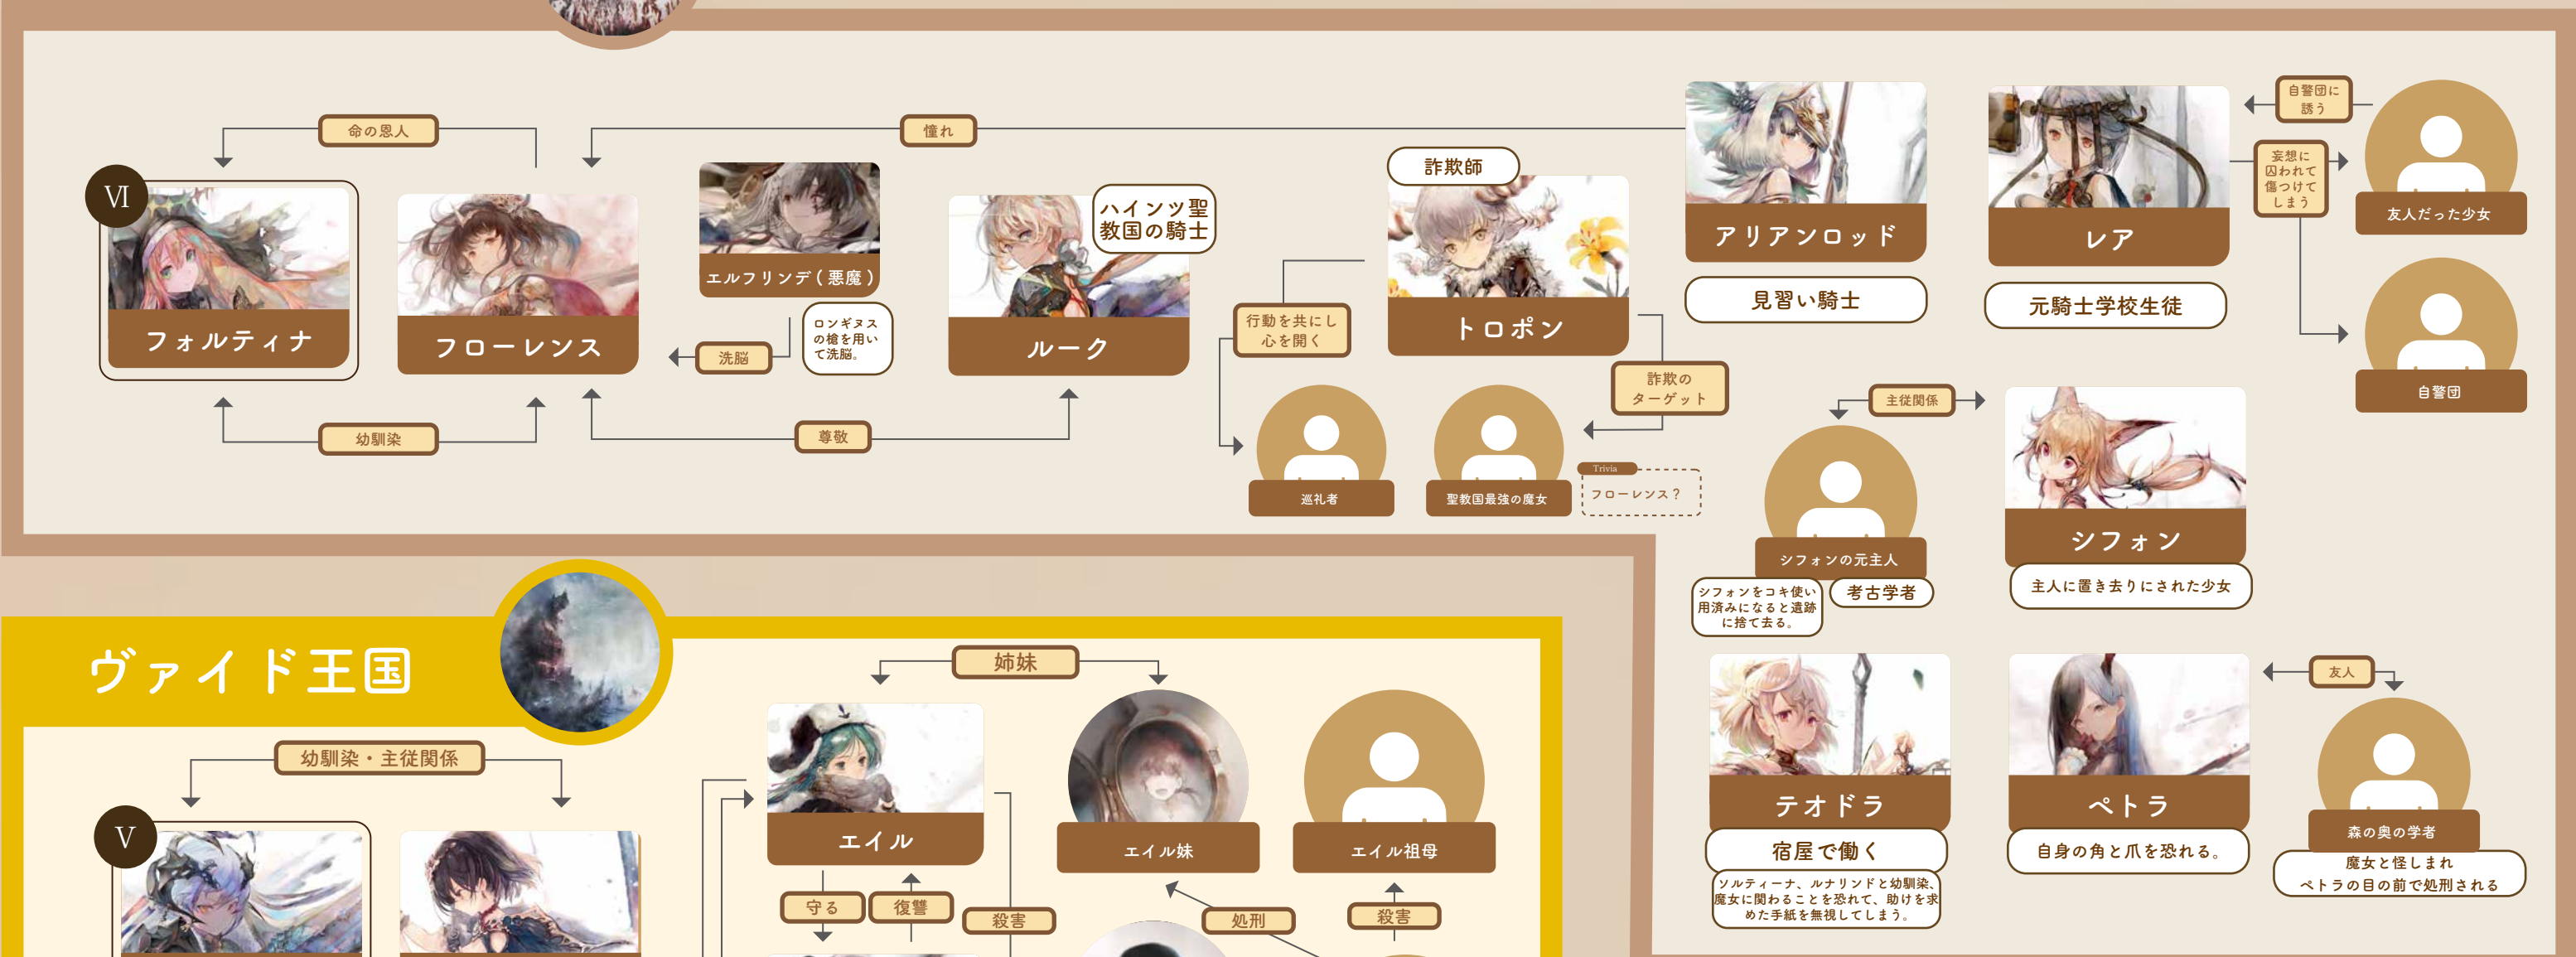 命の恩人
憧れ
VI
フォルティナ
フローレンス
エルフリンデ(悪魔)
ロンギヌス
の槍を用い
て洗脳。
洗脳
ハインツ聖
教国の騎士
ルーク
幼馴染
尊敬
詐欺師
トロポン
行動を共にし
心を開く
詐欺の
ターゲット
巡礼者
聖教国最強の魔女
Trivia
フローレンス?
アリアンロッド
見習い騎士
レア
元騎士学校生徒
自警団に
誘う
妄想に
囚われて
傷つけて
しまう
友人だった少女
自警団
主従関係
シフォンの元主人
シフォンをコキ使い
用済みになると遺跡
に捨て去る。
考古学者
シフォン
主人に置き去りにされた少女
テオドラ
宿屋で働く
ソルティーナ、ルナリンドと幼馴染、
魔女に関わることを恐れて、助けを求
めた手紙を無視してしまう。
ペトラ
自身の角と爪を恐れる。
友人
森の奥の学者
魔女と怪しまれ
ペトラの目の前で処刑される
ヴァイド王国
幼馴染・主従関係
V
姉妹
エイル
エイル妹
エイル祖母
守る
復讐
殺害
処刑
殺害